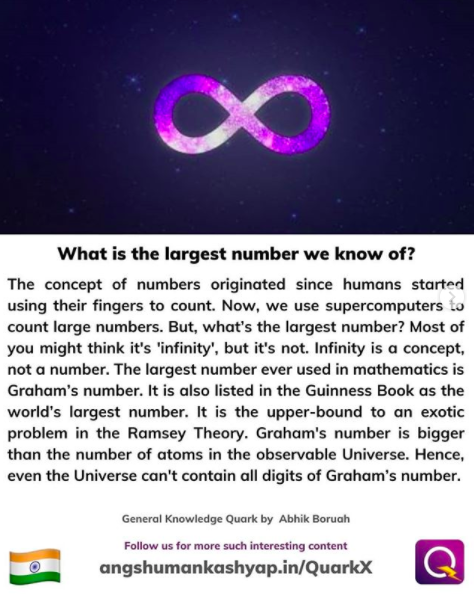 What is the largest number we know of?
The concept of numbers originated since humans started
using their fingers to count. Now, we use supercomputers to
count large numbers. But, what's the largest number? Most of
you might think it's 'infinity', but it's not. Infinity is a concept,
not a number. The largest number ever used in mathematics is
Graham's number. It is also listed in the Guinness Book as the
world's largest number. It is the upper-bound to an exotic
problem in the Ramsey Theory. Graham's number is bigger
than the number of atoms in the observable Universe. Hence,
even the Universe can't contain all digits of Graham's number.
General Knowledge Quark by Abhik Boruah
Follow us for more such interesting content
angshumankashyap.in/QuarkX